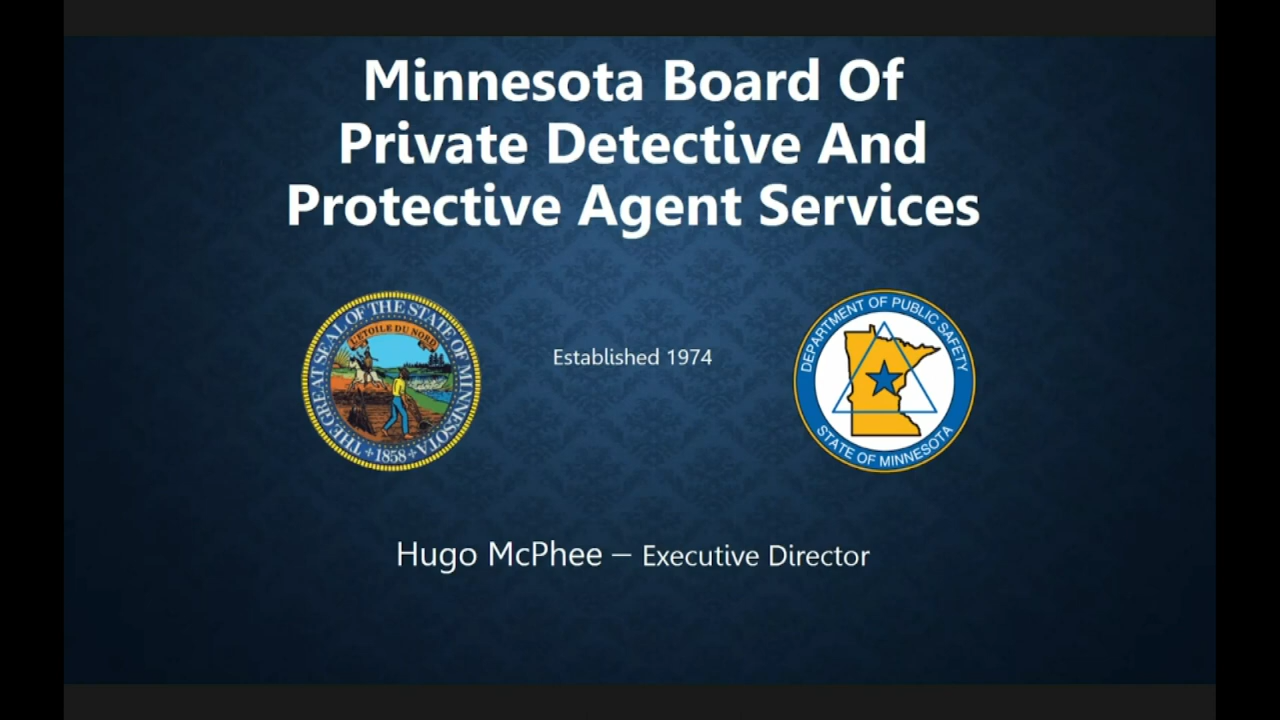 Minnesota Board Of
Private Detective And
Protective Agent Services
THE GREAT SEAL OF THE STATE OF MINNESOTA
L'ETOILE DU NORD
1858
Established 1974
DEPARTMENT OF PUBLIC SAFETY
STATE OF MINNESOTA
Hugo McPhee – Executive Director